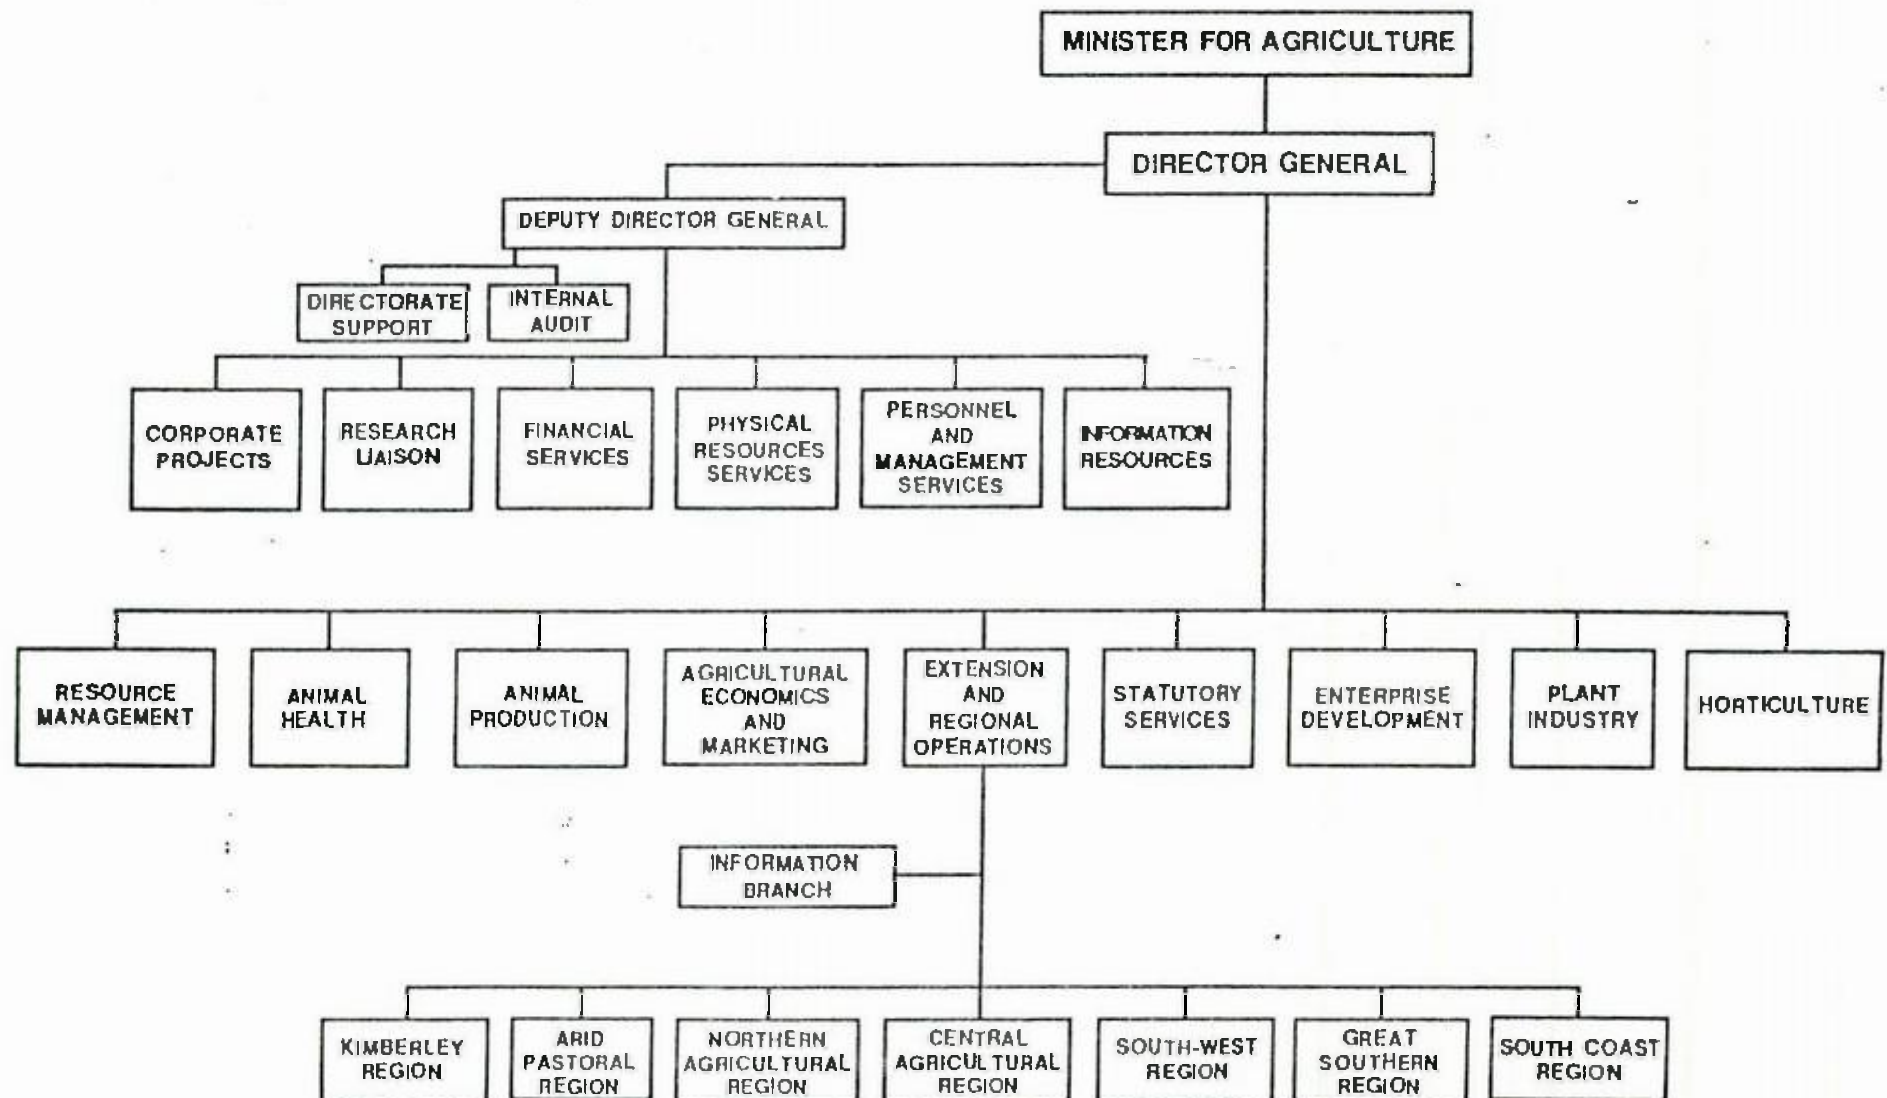 MINISTER FOR AGRICULTURE
DIRECTOR GENERAL
DEPUTY DIRECTOR GENERAL
DIRECTORATE
SUPPORT
INTERNAL
AUDIT
CORPORATE
PROJECTS
RESEARCH
LIAISON
FINANCIAL
SERVICES
PHYSICAL
RESOURCES
SERVICES
PERSONNEL
AND
MANAGEMENT
SERVICES
INFORMATION
RESOURCES
RESOURCE
MANAGEMENT
ANIMAL
HEALTH
ANIMAL
PRODUCTION
AGRICULTURAL
ECONOMICS
AND
MARKETING
EXTENSION
AND
REGIONAL
OPERATIONS
STATUTORY
SERVICES
ENTERPRISE
DEVELOPMENT
PLANT
INDUSTRY
HORTICULTURE
INFORMATION
BRANCH
KIMBERLEY
REGION
ARID
PASTORAL
REGION
NORTHERN
AGRICULTURAL
REGION
CENTRAL
AGRICULTURAL
REGION
SOUTH-WEST
REGION
GREAT
SOUTHERN
REGION
SOUTH COAST
REGION